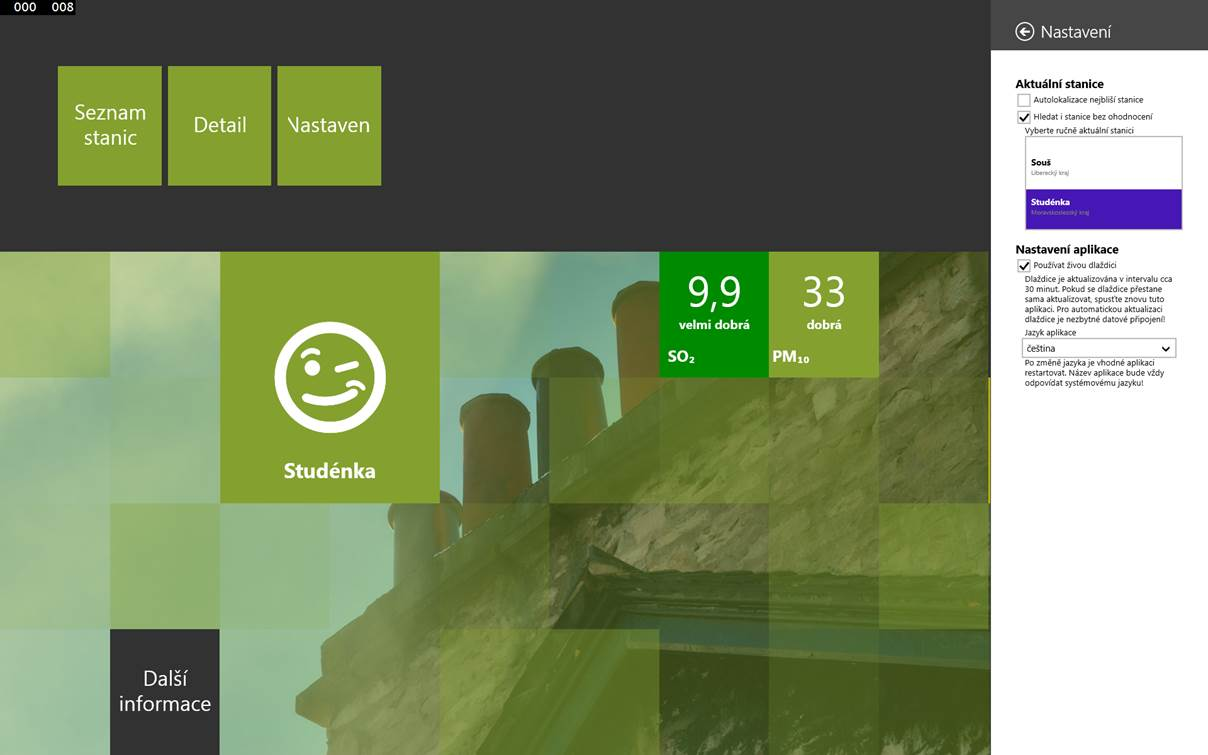 000 008
Seznam
stanic
Detail
Nastaven
9,9
velmi dobrá
SO₂
33
dobrá
PM₁₀
Studénka
Další
informace
Nastavení
Aktuální stanice
Autolokalizace nejbliší stanice
Hledat i stanice bez ohodnocení
Vyberte ručně aktuální stanici
Souš
Liberecký kraj
Studénka
Moravskoslezský kraj
Nastavení aplikace
Používat živou dlaždici
Dlaždice je aktualizována v intervalu cca
30 minut. Pokud se dlaždice přestane
sama aktualizovat, spusťte znovu tuto
aplikaci. Pro automatickou aktualizaci
dlaždice je nezbytné datové připojení!
Jazyk aplikace
čeština
Po změně jazyka je vhodné aplikaci
restartovat. Název aplikace bude vždy
odpovídat systémovému jazyku!